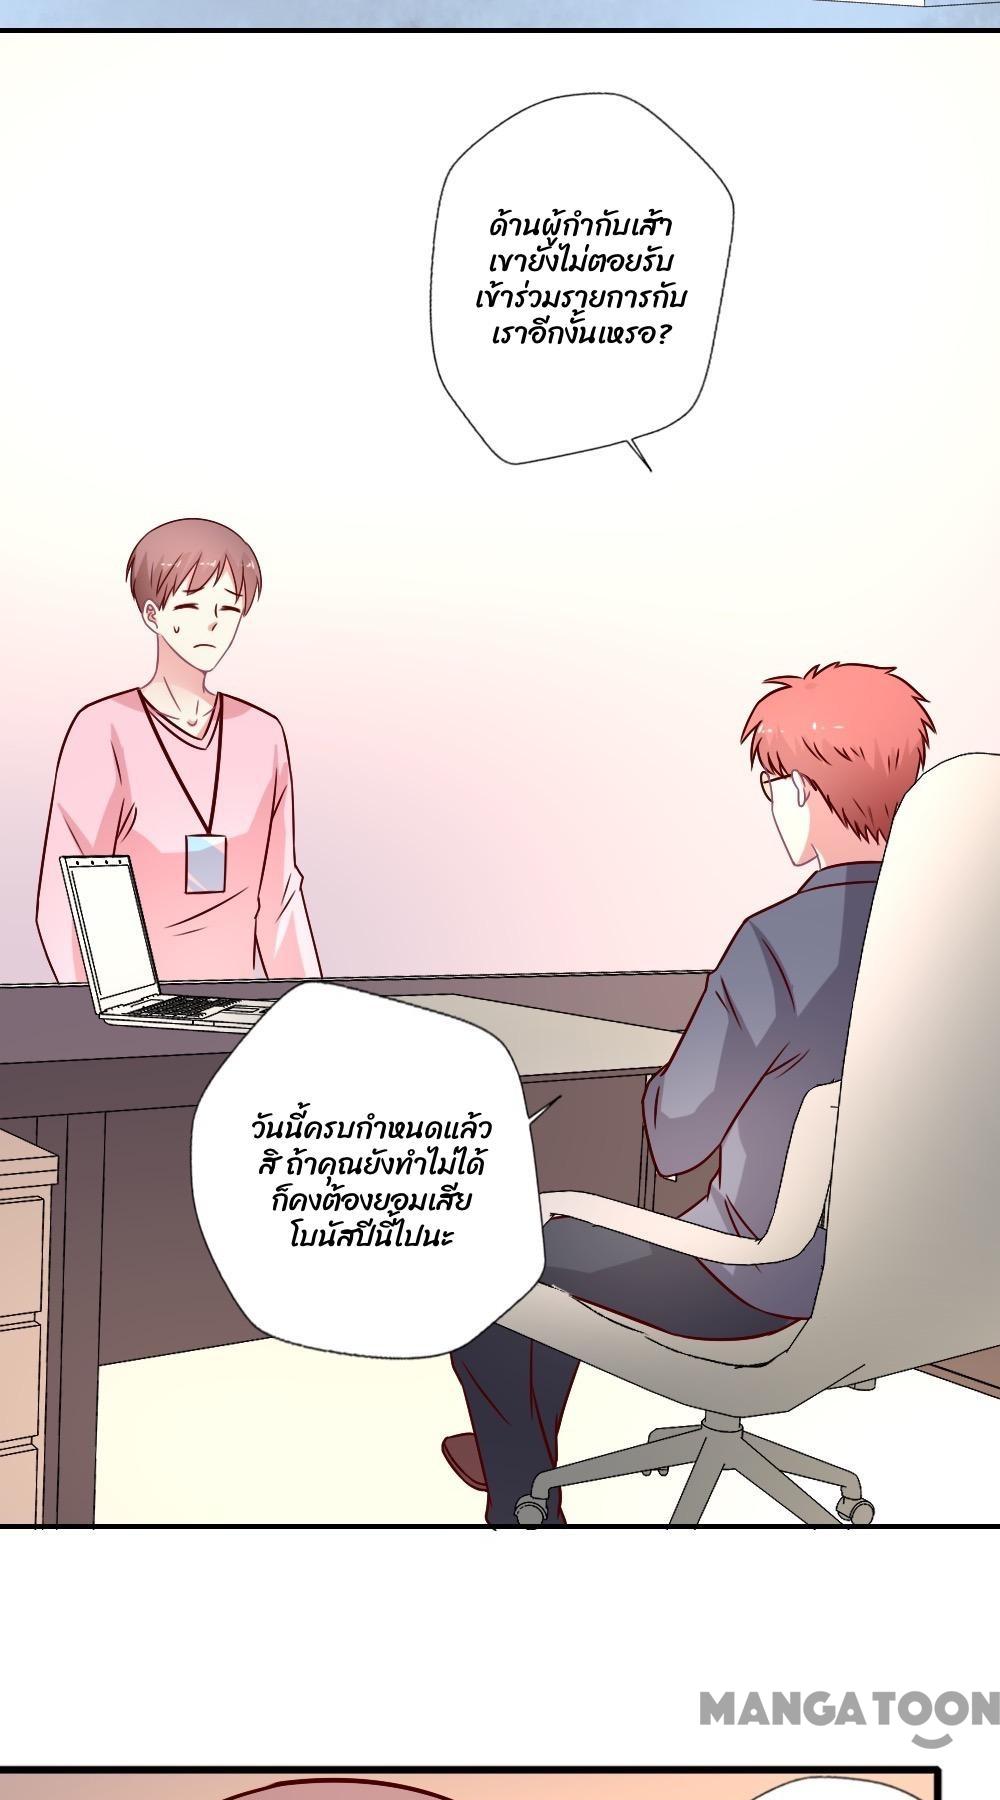 ด้านผู้กำกับเส้า
เขายังไม่ตอยรับ
เข้าร่วมรายการกับ
เราอีกงั้นเหรอ?
วันนี้ครบกำหนดแล้ว
สิ ถ้าคุณยังทำไม่ได้
ก็คงต้องยอมเสีย
โบนัสปีนี้ไปนะ
MANGATOON